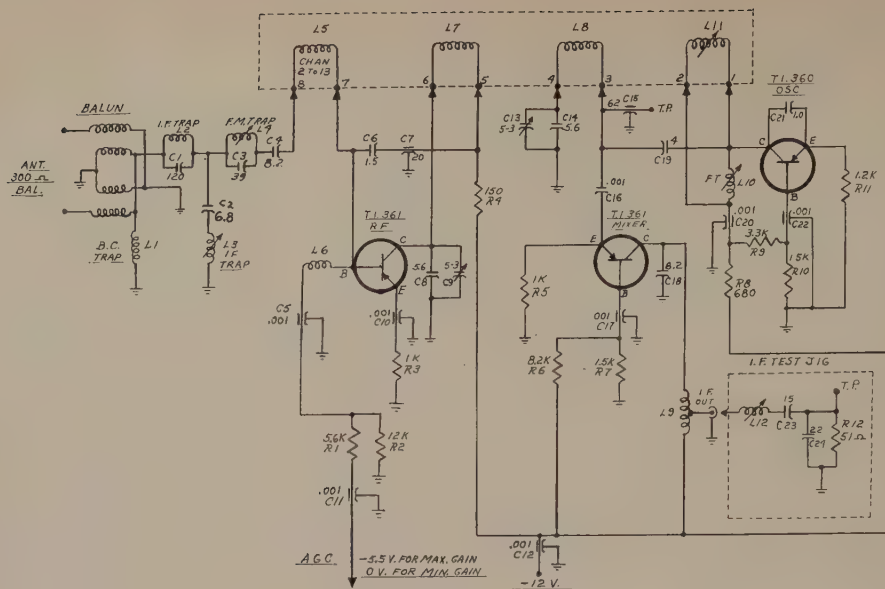 L5
CHAN
2 TO 13
8
7
L7
6
5
L8
4
3
L11
2
1
BALUN
ANT.
300 Ω
BAL.
B.C.
TRAP
L1
I.F. TRAP
L2
C1
120
C2
6.8
L3
I.F
TRAP
F.M. TRAP
L4
C3
39
C4
8.2
C6
1.5
C7
20
150
R4
L6
C5
.001
T.I. 361
RF
B
C
E
5.6
C8
5-3
C9
.001
C10
1K
R3
5.6K
R1
12K
R2
.001
C11
AGC
-5.5 V. FOR MAX. GAIN
0 V. FOR MIN. GAIN
C13
5-3
C14
5.6
62
C15
T.P.
C19
4
.001
C16
T.I. 361
MIXER
E
C
B
8.2
C18
1K
R5
.001
C17
8.2K
R6
1.5K
R7
.001
C12
-12 V.
T.I. 360
OSC.
C21
1.0
C
E
B
FT
L10
.001
C20
3.3K
R9
.001
C22
15K
R10
1.2K
R11
R8
680
I.F. TEST JIG
L9
I.F.
OUT
L12
15
C23
T.P.
22
C24
R12
51 Ω